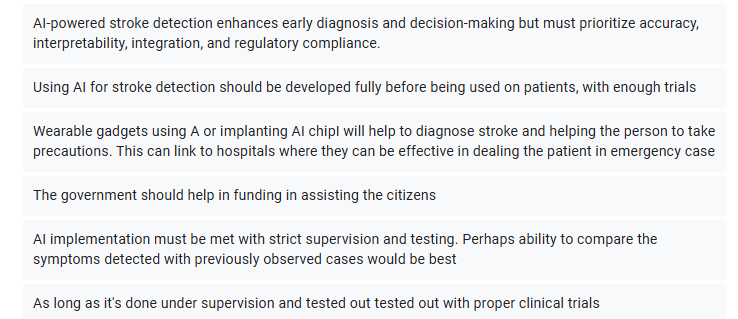 AI-powered stroke detection enhances early diagnosis and decision-making but must prioritize accuracy,
interpretability, integration, and regulatory compliance.
Using AI for stroke detection should be developed fully before being used on patients, with enough trials
Wearable gadgets using A or implanting AI chipI will help to diagnose stroke and helping the person to take
precautions. This can link to hospitals where they can be effective in dealing the patient in emergency case
The government should help in funding in assisting the citizens
AI implementation must be met with strict supervision and testing. Perhaps ability to compare the
symptoms detected with previously observed cases would be best
As long as it's done under supervision and tested out tested out with proper clinical trials